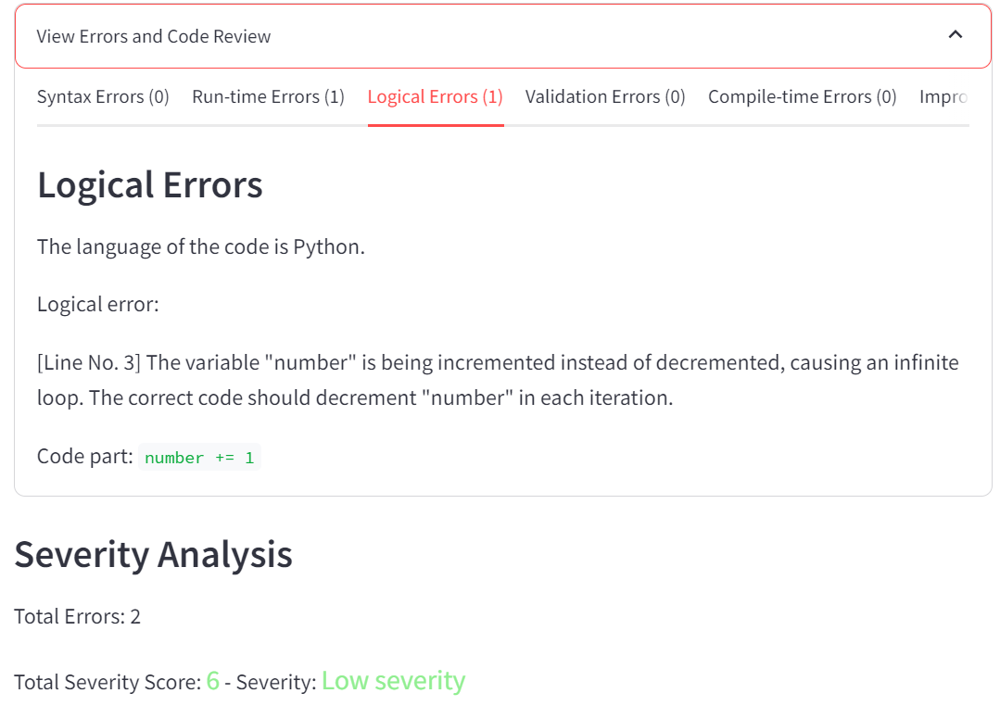 View Errors and Code Review
Syntax Errors (0) Run-time Errors (1) Logical Errors (1) Validation Errors (0) Compile-time Errors (0) Impro
Logical Errors
The language of the code is Python.
Logical error:
[Line No. 3] The variable "number" is being incremented instead of decremented, causing an infinite
loop. The correct code should decrement "number" in each iteration.
Code part: number += 1
Severity Analysis
Total Errors: 2
Total Severity Score: 6 - Severity: Low severity